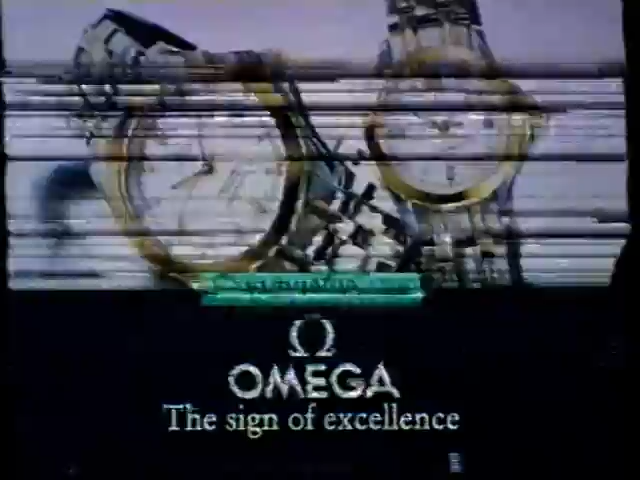 Ω
OMEGA
The sign of excellence